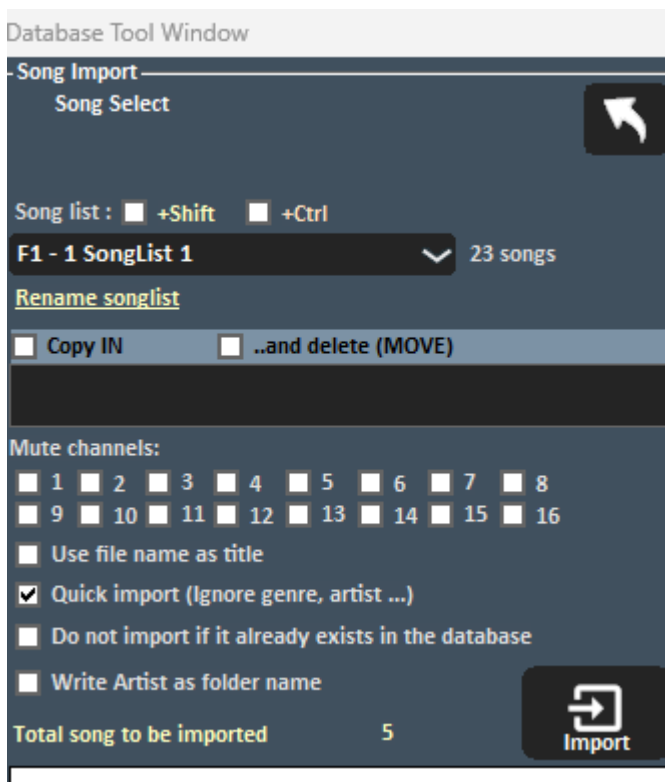 Database Tool Window
Song Import
Song Select
Song list : +Shift +Ctrl
F1 - 1 SongList 1 23 songs
Rename songlist
Copy IN ..and delete (MOVE)
Mute channels:
1 2 3 4 5 6 7 8
9 10 11 12 13 14 15 16
Use file name as title
Quick import (Ignore genre, artist ...)
Do not import if it already exists in the database
Write Artist as folder name
Total song to be imported 5
Import